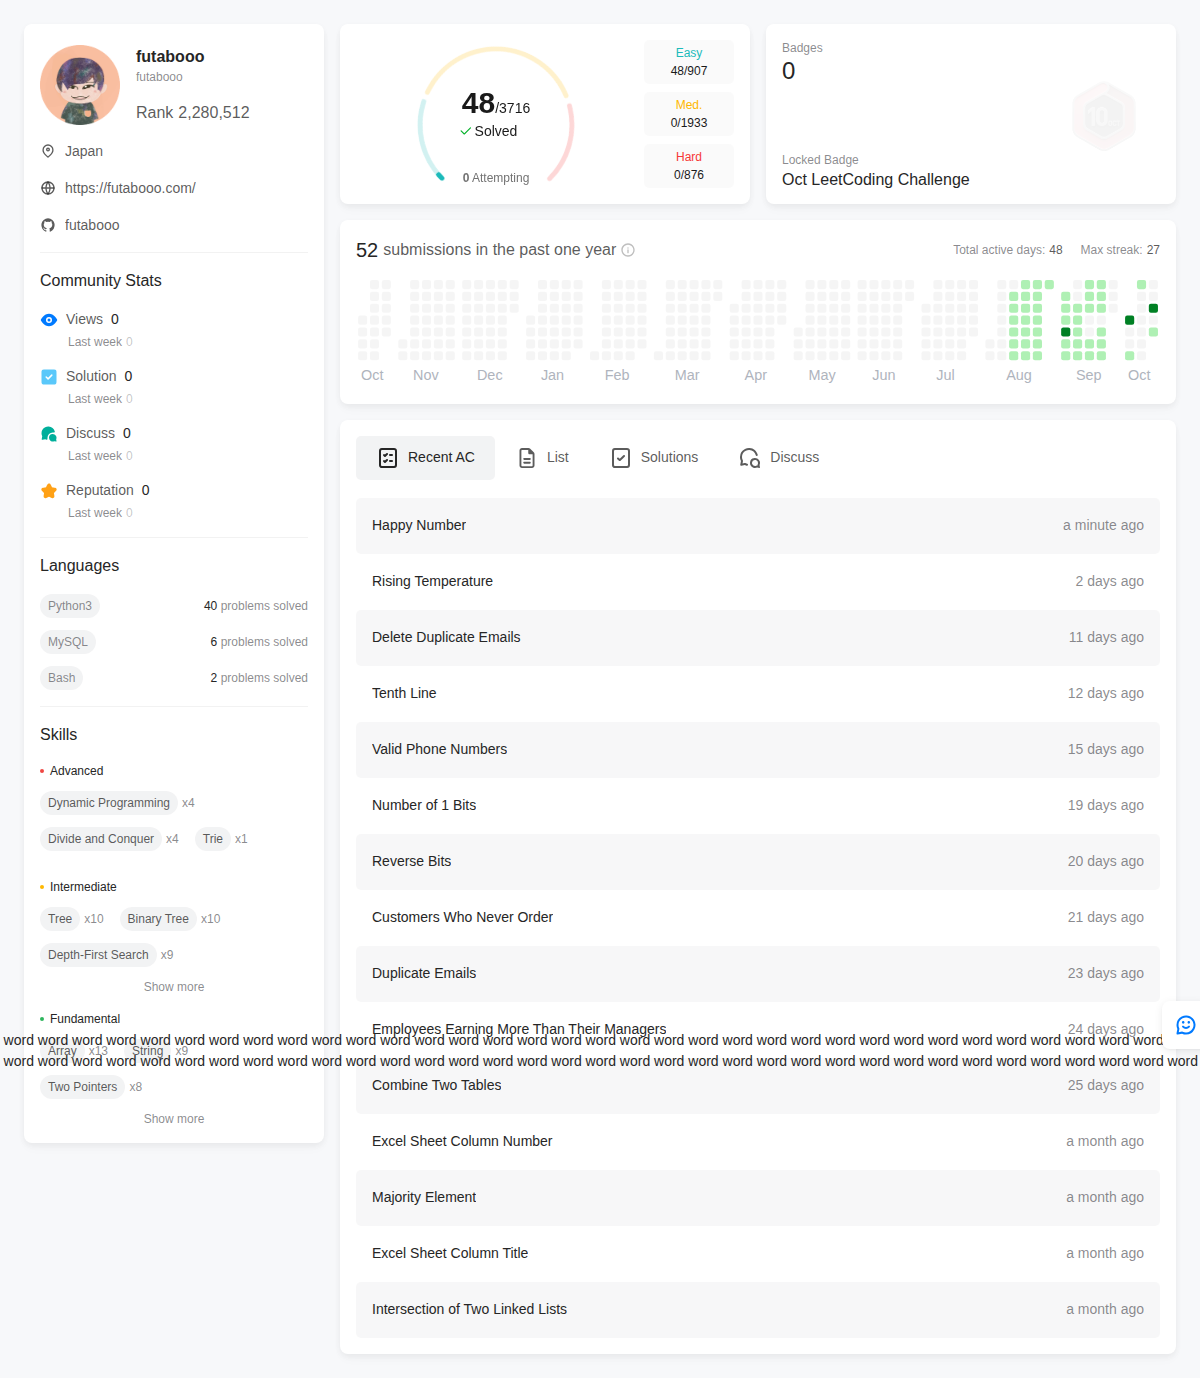 futabooo
futabooo
Rank 2,280,512
Japan
https://futabooo.com/
futabooo
Community Stats
Views 0
Last week 0
Solution 0
Last week 0
Discuss 0
Last week 0
Reputation 0
Last week 0
Languages
Python3 40 problems solved
MySQL 6 problems solved
Bash 2 problems solved
Skills
Advanced
Dynamic Programming x4
Divide and Conquer x4 Trie x1
Intermediate
Tree x10 Binary Tree x10
Depth-First Search x9
Show more
Fundamental
Array x13 String x9
Two Pointers x8
Show more
48/3716
Solved
0 Attempting
Easy
48/907
Med.
0/1933
Hard
0/876
Badges
0
Locked Badge
Oct LeetCoding Challenge
52 submissions in the past one year
Total active days: 48 Max streak: 27
Oct Nov Dec Jan Feb Mar Apr May Jun Jul Aug Sep Oct
Recent AC List Solutions Discuss
Happy Number a minute ago
Rising Temperature 2 days ago
Delete Duplicate Emails 11 days ago
Tenth Line 12 days ago
Valid Phone Numbers 15 days ago
Number of 1 Bits 19 days ago
Reverse Bits 20 days ago
Customers Who Never Order 21 days ago
Duplicate Emails 23 days ago
Employees Earning More Than Their Managers 24 days ago
word word word word word word word word word word word word word word word word word word word word word word word word word word word word word word word word word word
word word word word word word word word word word word word word word word word word word word word word word word word word word word word word word word word word word word
Combine Two Tables 25 days ago
Excel Sheet Column Number a month ago
Majority Element a month ago
Excel Sheet Column Title a month ago
Intersection of Two Linked Lists a month ago